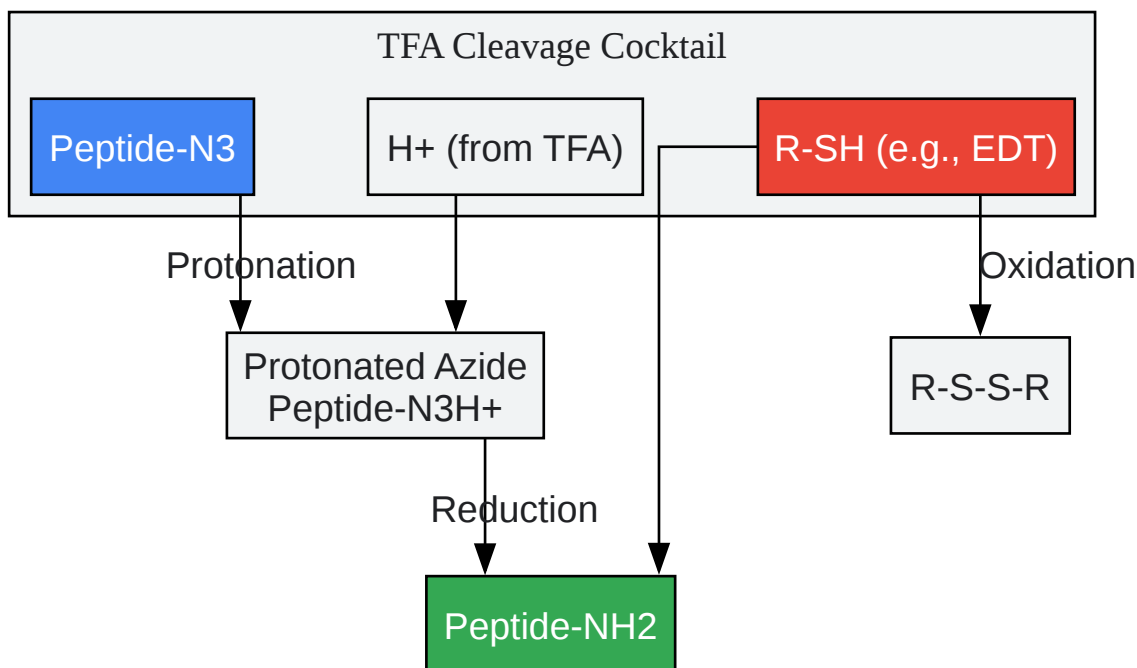 TFA Cleavage Cocktail
Peptide-N3
H+ (from TFA)
R-SH (e.g., EDT)
Protonation
Oxidation
Protonated Azide
Peptide-N3H+
R-S-S-R
Reduction
Peptide-NH2